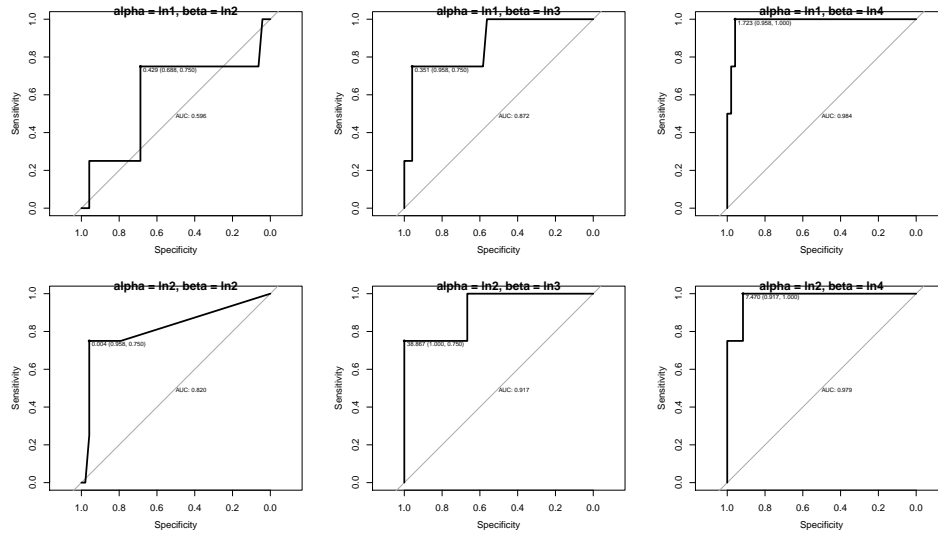 alpha = ln1, beta = ln2
Sensitivity
1.0
0.8
0.6
0.4
0.2
0.0
0.429 (0.688, 0.750)
AUC: 0.596
1.0 0.8 0.6 0.4 0.2 0.0
Specificity
alpha = ln1, beta = ln3
Sensitivity
1.0
0.8
0.6
0.4
0.2
0.0
0.351 (0.958, 0.750)
AUC: 0.872
1.0 0.8 0.6 0.4 0.2 0.0
Specificity
alpha = ln1, beta = ln4
Sensitivity
1.0
0.8
0.6
0.4
0.2
0.0
1.723 (0.958, 1.000)
AUC: 0.984
1.0 0.8 0.6 0.4 0.2 0.0
Specificity
alpha = ln2, beta = ln2
Sensitivity
1.0
0.8
0.6
0.4
0.2
0.0
0.004 (0.958, 0.750)
AUC: 0.820
1.0 0.8 0.6 0.4 0.2 0.0
Specificity
alpha = ln2, beta = ln3
Sensitivity
1.0
0.8
0.6
0.4
0.2
0.0
38.867 (1.000, 0.750)
AUC: 0.917
1.0 0.8 0.6 0.4 0.2 0.0
Specificity
alpha = ln2, beta = ln4
Sensitivity
1.0
0.8
0.6
0.4
0.2
0.0
7.470 (0.917, 1.000)
AUC: 0.979
1.0 0.8 0.6 0.4 0.2 0.0
Specificity